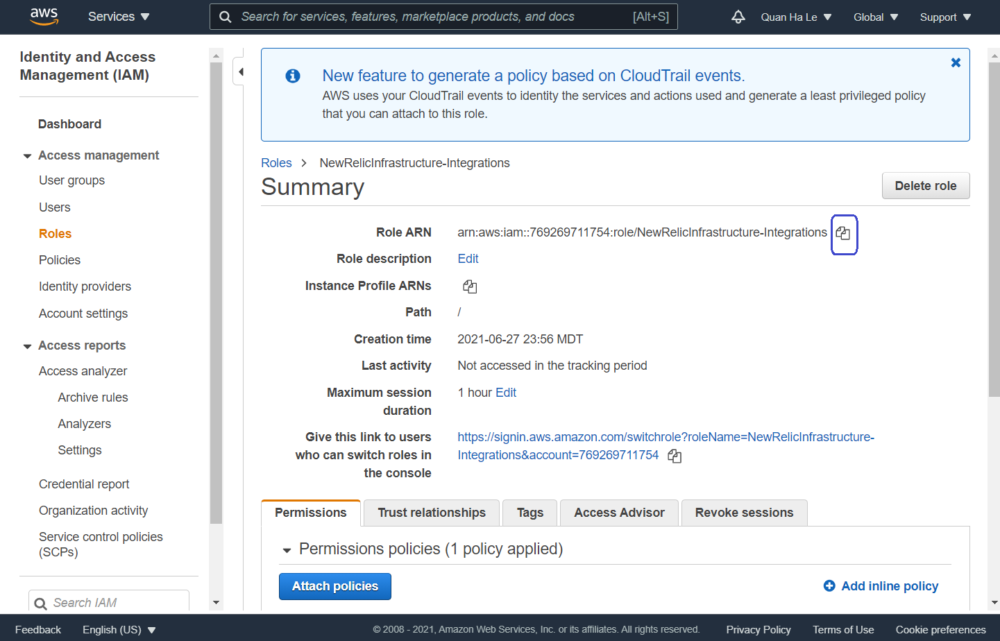 aws
Services
Search for services, features, marketplace products, and docs
[Alt+S]
Quan Ha Le
Global
Support
Identity and Access
Management (IAM)
Dashboard
Access management
User groups
Users
Roles
Policies
Identity providers
Account settings
Access reports
Access analyzer
Archive rules
Analyzers
Settings
Credential report
Organization activity
Service control policies
(SCPs)
Search IAM
New feature to generate a policy based on CloudTrail events.
AWS uses your CloudTrail events to identity the services and actions used and generate a least privileged policy
that you can attach to this role.
Roles > NewRelicInfrastructure-Integrations
Summary
Delete role
Role ARN arn:aws:iam::769269711754:role/NewRelicInfrastructure-Integrations
Role description Edit
Instance Profile ARNs
Path /
Creation time 2021-06-27 23:56 MDT
Last activity Not accessed in the tracking period
Maximum session
duration
1 hour Edit
Give this link to users
who can switch roles in
the console
https://signin.aws.amazon.com/switchrole?roleName=NewRelicInfrastructure-
Integrations&account=769269711754
Permissions
Trust relationships
Tags
Access Advisor
Revoke sessions
Permissions policies (1 policy applied)
Attach policies
Add inline policy
Feedback
English (US)
© 2008 - 2021, Amazon Web Services, Inc. or its affiliates. All rights reserved.
Privacy Policy
Terms of Use
Cookie preferences